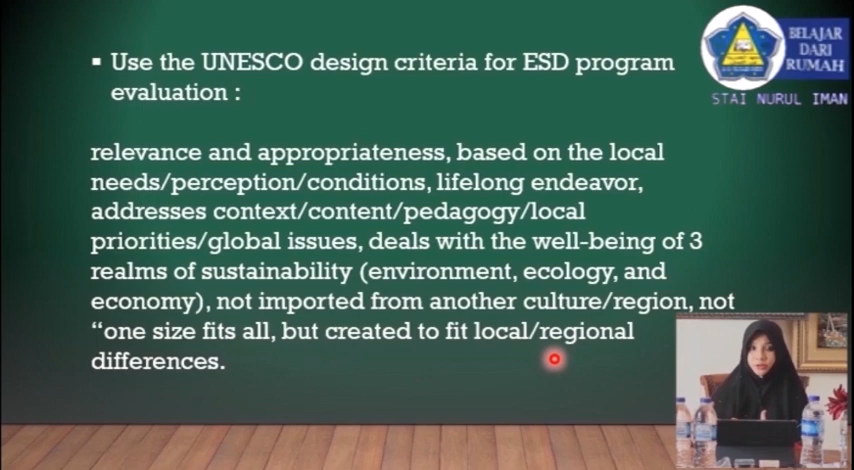 ▪ Use the UNESCO design criteria for ESD program
evaluation :
relevance and appropriateness, based on the local
needs/perception/conditions, lifelong endeavor,
addresses context/content/pedagogy/local
priorities/global issues, deals with the well-being of 3
realms of sustainability (environment, ecology, and
economy), not imported from another culture/region, not
“one size fits all, but created to fit local/regional
differences.
BELAJAR
DARI
RUMAH
STAI NURUL IMAN